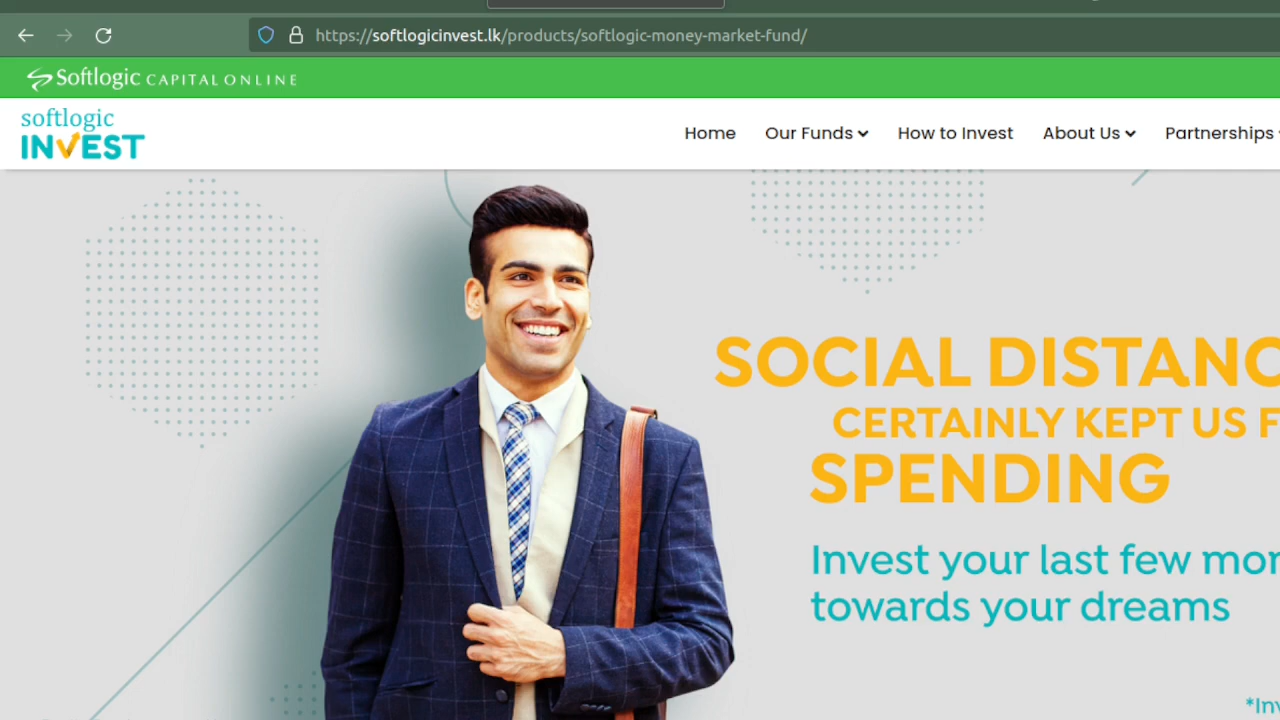 https://softlogicinvest.lk/products/softlogic-money-market-fund/
Softlogic CAPITAL ONLINE
softlogic
INVEST
Home Our Funds How to Invest About Us Partnerships
SOCIAL DISTANC
CERTAINLY KEPT US F
SPENDING
Invest your last few mon
towards your dreams
*Inv